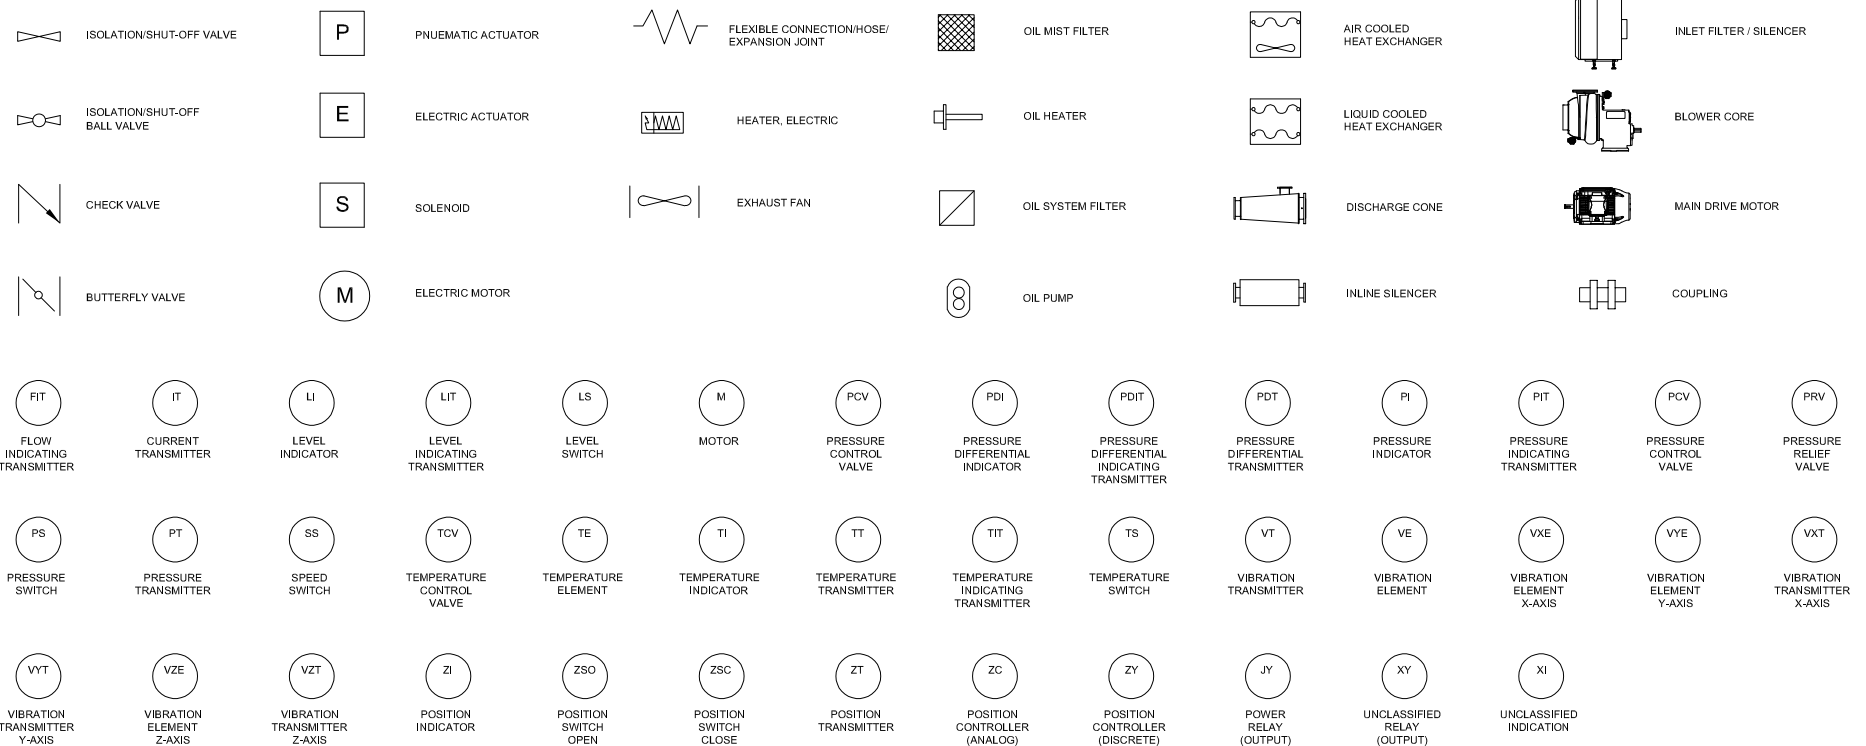 ISOLATION/SHUT-OFF VALVE
P
PNUEMATIC ACTUATOR
FLEXIBLE CONNECTION/HOSE/
EXPANSION JOINT
OIL MIST FILTER
AIR COOLED
HEAT EXCHANGER
INLET FILTER / SILENCER
ISOLATION/SHUT-OFF
BALL VALVE
E
ELECTRIC ACTUATOR
HEATER, ELECTRIC
OIL HEATER
LIQUID COOLED
HEAT EXCHANGER
BLOWER CORE
CHECK VALVE
S
SOLENOID
EXHAUST FAN
OIL SYSTEM FILTER
DISCHARGE CONE
MAIN DRIVE MOTOR
BUTTERFLY VALVE
M
ELECTRIC MOTOR
OIL PUMP
INLINE SILENCER
COUPLING
FIT
FLOW
INDICATING
TRANSMITTER
IT
CURRENT
TRANSMITTER
LI
LEVEL
INDICATOR
LIT
LEVEL
INDICATING
TRANSMITTER
LS
LEVEL
SWITCH
M
MOTOR
PCV
PRESSURE
CONTROL
VALVE
PDI
PRESSURE
DIFFERENTIAL
INDICATOR
PDIT
PRESSURE
DIFFERENTIAL
INDICATING
TRANSMITTER
PDT
PRESSURE
DIFFERENTIAL
TRANSMITTER
PI
PRESSURE
INDICATOR
PIT
PRESSURE
INDICATING
TRANSMITTER
PCV
PRESSURE
CONTROL
VALVE
PRV
PRESSURE
RELIEF
VALVE
PS
PRESSURE
SWITCH
PT
PRESSURE
TRANSMITTER
SS
SPEED
SWITCH
TCV
TEMPERATURE
CONTROL
VALVE
TE
TEMPERATURE
ELEMENT
TI
TEMPERATURE
INDICATOR
TT
TEMPERATURE
TRANSMITTER
TIT
TEMPERATURE
INDICATING
TRANSMITTER
TS
TEMPERATURE
SWITCH
VT
VIBRATION
TRANSMITTER
VE
VIBRATION
ELEMENT
VXE
VIBRATION
ELEMENT
X-AXIS
VYE
VIBRATION
ELEMENT
Y-AXIS
VXT
VIBRATION
TRANSMITTER
X-AXIS
VYT
VIBRATION
TRANSMITTER
Y-AXIS
VZE
VIBRATION
ELEMENT
Z-AXIS
VZT
VIBRATION
TRANSMITTER
Z-AXIS
ZI
POSITION
INDICATOR
ZSO
POSITION
SWITCH
OPEN
ZSC
POSITION
SWITCH
CLOSE
ZT
POSITION
TRANSMITTER
ZC
POSITION
CONTROLLER
(ANALOG)
ZY
POSITION
CONTROLLER
(DISCRETE)
JY
POWER
RELAY
(OUTPUT)
XY
UNCLASSIFIED
RELAY
(OUTPUT)
XI
UNCLASSIFIED
INDICATION